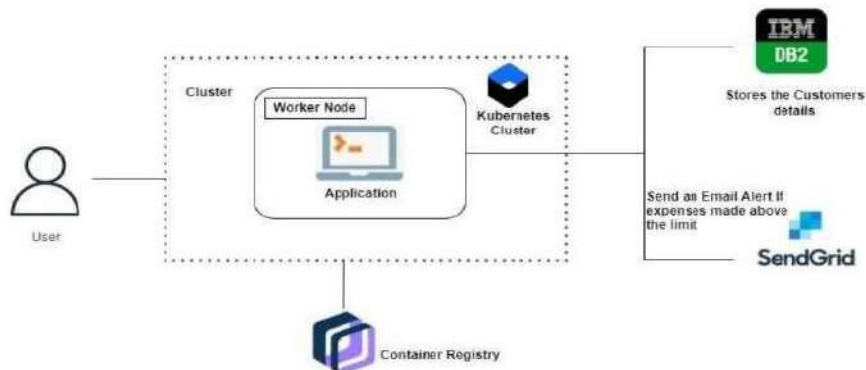 IBM
DB2
Stores the Customers
details
Cluster
Worker Node
Kubernetes
Cluster
Application
User
Send an Email Alert If
expenses made above
the limit
SendGrid
Container Registry